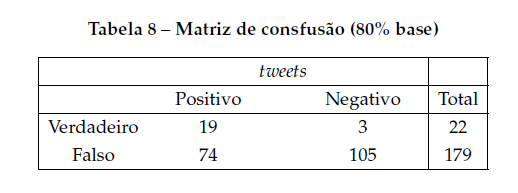 Tabela 8 – Matriz de consfusão (80% base)
tweets
Positivo Negativo Total
Verdadeiro 19 3 22
Falso 74 105 179